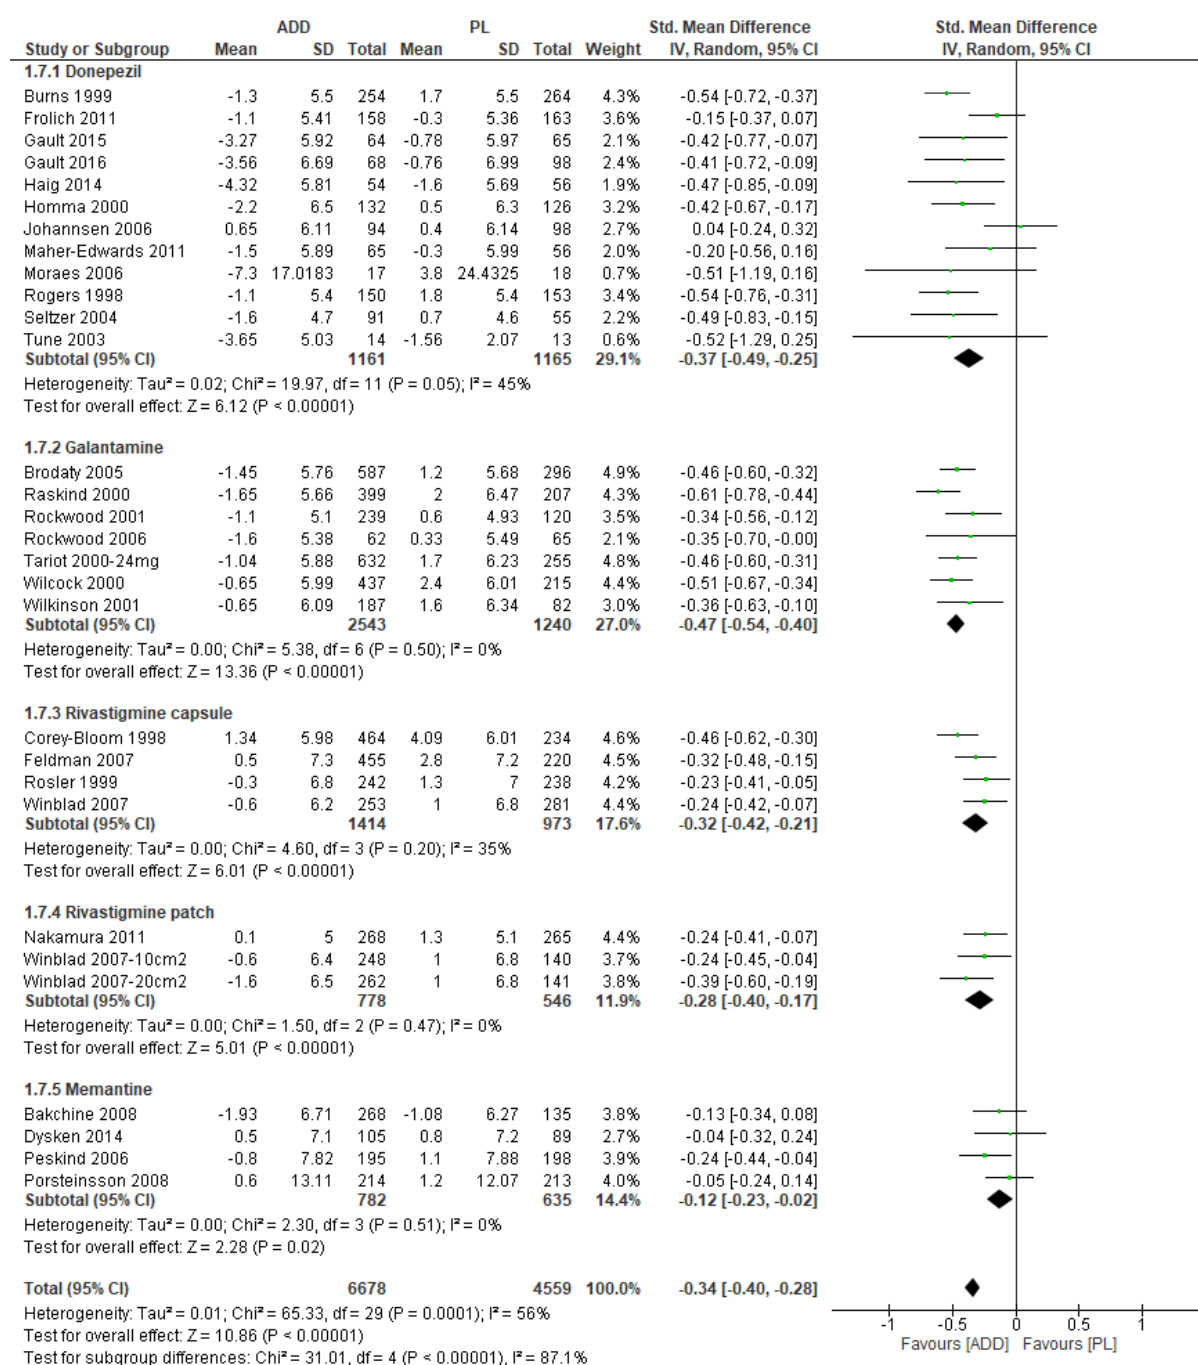 ADD PL Std. Mean Difference Std. Mean Difference
Study or Subgroup Mean SD Total Mean SD Total Weight IV, Random, 95% CI IV, Random, 95% CI
1.7.1 Donepezil
Burns 1999 -1.3 5.5 254 1.7 5.5 264 4.3% -0.54 [-0.72, -0.37]
Frolich 2011 -1.1 5.41 158 -0.3 5.36 163 3.6% -0.15 [-0.37, 0.07]
Gault 2015 -3.27 5.92 64 -0.78 5.97 65 2.1% -0.42 [-0.77, -0.07]
Gault 2016 -3.56 6.69 68 -0.76 6.99 98 2.4% -0.41 [-0.72, -0.09]
Haig 2014 -4.32 5.81 54 -1.6 5.69 56 1.9% -0.47 [-0.85, -0.09]
Homma 2000 -2.2 6.5 132 0.5 6.3 126 3.2% -0.42 [-0.67, -0.17]
Johannsen 2006 0.65 6.11 94 0.4 6.14 98 2.8% 0.04 [-0.24, 0.32]
Maher-Edwards 2011 -1.5 5.89 65 -0.3 5.99 56 2.0% -0.20 [-0.56, 0.16]
Moraes 2006 -7.3 17.0183 17 3.8 24.4325 18 0.7% -0.51 [-1.19, 0.16]
Rogers 1998 -1.1 5.4 150 1.8 5.4 153 3.4% -0.54 [-0.76, -0.31]
Seltzer 2004 -1.6 4.7 91 0.7 4.6 55 2.2% -0.49 [-0.83, -0.15]
Tune 2003 -3.65 5.03 14 -1.56 2.07 13 0.6% -0.52 [-1.29, 0.25]
Subtotal (95% CI) 1161 1165 29.1% -0.37 [-0.49, -0.25]
Heterogeneity: Tau² = 0.02; Chi² = 19.97, df = 11 (P = 0.05); I² = 45%
Test for overall effect: Z = 6.12 (P < 0.00001)
1.7.2 Galantamine
Brodaty 2005 -1.45 5.76 587 1.2 5.68 296 4.9% -0.46 [-0.60, -0.32]
Raskind 2000 -1.65 5.66 399 2 6.47 207 4.3% -0.61 [-0.78, -0.44]
Rockwood 2001 -1.1 5.1 239 0.6 4.93 120 3.5% -0.34 [-0.56, -0.12]
Rockwood 2006 -1.6 5.38 62 0.33 5.49 65 2.1% -0.35 [-0.70, -0.00]
Tariot 2000-24mg -1.04 5.88 632 1.7 6.23 255 4.8% -0.46 [-0.60, -0.31]
Wilcock 2000 -0.65 5.99 437 2.4 6.01 215 4.4% -0.51 [-0.67, -0.34]
Wilkinson 2001 -0.65 6.09 187 1.6 6.34 82 3.0% -0.36 [-0.63, -0.10]
Subtotal (95% CI) 2543 1240 27.0% -0.47 [-0.54, -0.40]
Heterogeneity: Tau² = 0.00; Chi² = 5.38, df = 6 (P = 0.50); I² = 0%
Test for overall effect: Z = 13.36 (P < 0.00001)
1.7.3 Rivastigmine capsule
Corey-Bloom 1998 1.34 5.98 464 4.09 6.01 234 4.6% -0.46 [-0.62, -0.30]
Feldman 2007 0.5 7.3 455 2.8 7.2 220 4.5% -0.32 [-0.48, -0.15]
Rosler 1999 -0.3 6.8 242 1.3 7 238 4.2% -0.23 [-0.41, -0.05]
Winblad 2007 -0.6 6.2 253 1 6.8 281 4.4% -0.24 [-0.42, -0.07]
Subtotal (95% CI) 1414 973 17.6% -0.32 [-0.42, -0.21]
Heterogeneity: Tau² = 0.00; Chi² = 4.60, df = 3 (P = 0.20); I² = 35%
Test for overall effect: Z = 6.01 (P < 0.00001)
1.7.4 Rivastigmine patch
Nakamura 2011 0.1 5 268 1.3 5.1 265 4.4% -0.24 [-0.41, -0.07]
Winblad 2007-10cm2 -0.6 6.4 248 1 6.8 140 3.7% -0.24 [-0.45, -0.04]
Winblad 2007-20cm2 -1.6 6.5 262 1 6.8 141 3.8% -0.39 [-0.60, -0.19]
Subtotal (95% CI) 778 546 11.9% -0.28 [-0.40, -0.17]
Heterogeneity: Tau² = 0.00; Chi² = 1.50, df = 2 (P = 0.47); I² = 0%
Test for overall effect: Z = 5.01 (P < 0.00001)
1.7.5 Memantine
Bakchine 2008 -1.93 6.71 268 -1.08 6.27 135 3.8% -0.13 [-0.34, 0.08]
Dysken 2014 0.5 7.1 105 0.8 7.2 89 2.7% -0.04 [-0.32, 0.24]
Peskind 2006 -0.8 7.82 195 1.1 7.88 198 3.9% -0.24 [-0.44, -0.04]
Porsteinsson 2008 0.6 13.11 214 1.2 12.07 213 4.0% -0.05 [-0.24, 0.14]
Subtotal (95% CI) 782 635 14.4% -0.12 [-0.23, -0.02]
Heterogeneity: Tau² = 0.00; Chi² = 2.30, df = 3 (P = 0.51); I² = 0%
Test for overall effect: Z = 2.28 (P = 0.02)
Total (95% CI) 6678 4559 100.0% -0.34 [-0.40, -0.28]
Heterogeneity: Tau² = 0.01; Chi² = 65.33, df = 29 (P = 0.0001); I² = 56%
Test for overall effect: Z = 10.86 (P < 0.00001)
Test for subgroup differences: Chi² = 31.01, df = 4 (P < 0.00001), I² = 87.1%
-1 -0.5 0 0.5 1
Favours [ADD] Favours [PL]